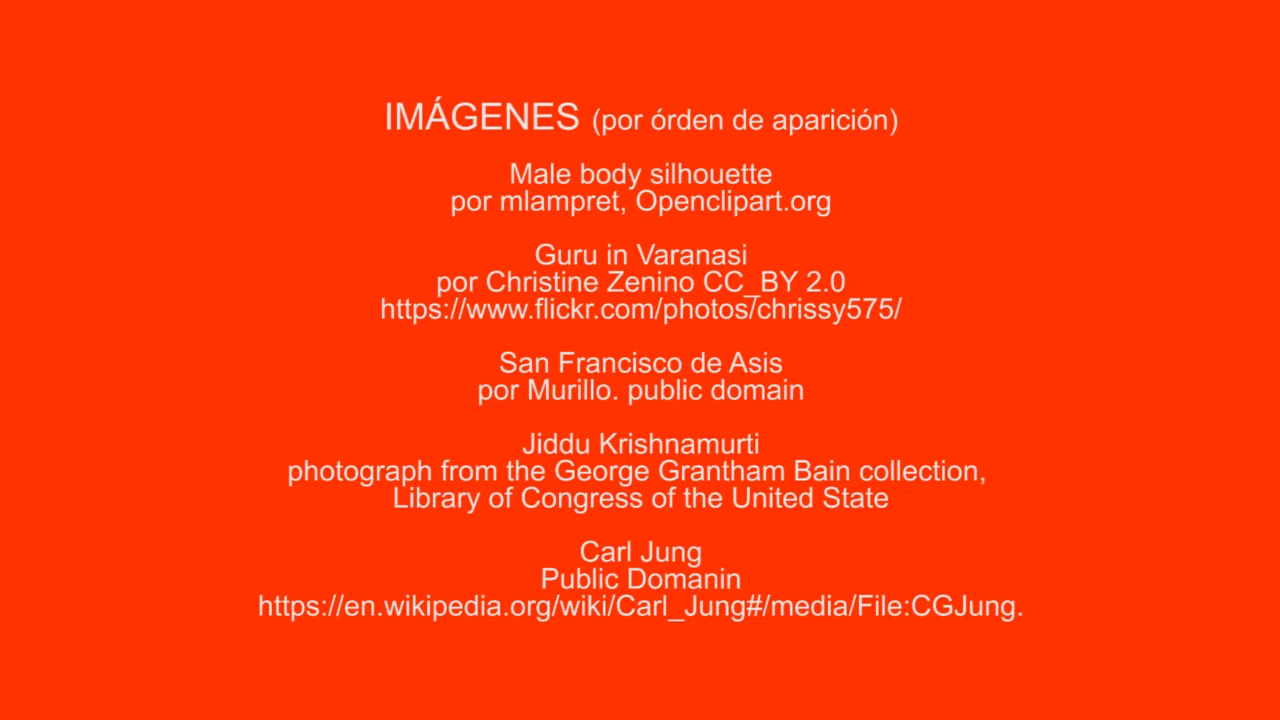 IMÁGENES (por órden de aparición)
Male body silhouette
por mlampret, Openclipart.org
Guru in Varanasi
por Christine Zenino CC_BY 2.0
https://www.flickr.com/photos/chrissy575/
San Francisco de Asis
por Murillo. public domain
Jiddu Krishnamurti
photograph from the George Grantham Bain collection,
Library of Congress of the United State
Carl Jung
Public Domanin
https://en.wikipedia.org/wiki/Carl_Jung#/media/File:CGJung.